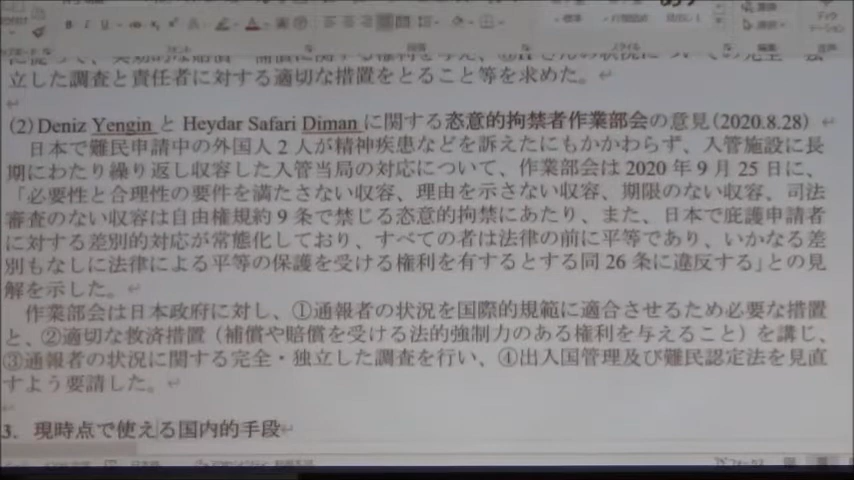 立した調査と責任者に対する適切な措置をとること等を求めた。
(2) Deniz Yengin と Heydar Safari Diman に関する恣意的拘禁者作業部会の意見(2020.8.28)
日本で難民申請中の外国人2人が精神疾患などを訴えたにもかかわらず、入管施設に長
期にわたり繰り返し収容した入管当局の対応について、作業部会は 2020 年 9 月 25 日に、
「必要性と合理性の要件を満たさない収容、理由を示さない収容、期限のない収容、司法
審査のない収容は自由権規約 9 条で禁じる恣意的拘禁にあたり、また、日本で庇護申請者
に対する差別的対応が常態化しており、すべての者は法律の前に平等であり、いかなる差
別もなしに法律による平等の保護を受ける権利を有するとする同 26 条に違反する」との見
解を示した。
作業部会は日本政府に対し、①通報者の状況を国際的規範に適合させるため必要な措置
と、②適切な救済措置（補償や賠償を受ける法的強制力のある権利を与えること）を講じ、
③通報者の状況に関する完全・独立した調査を行い、④出入国管理及び難民認定法を見直
すよう要請した。
3. 現時点で使える国内的手段